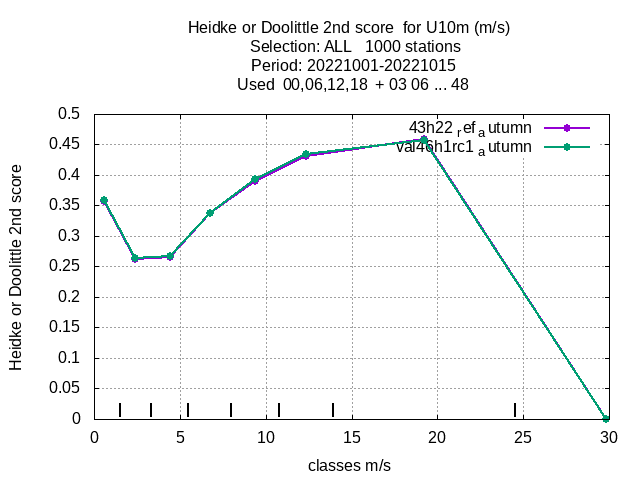 Heidke or Doolittle 2nd score for U10m (m/s)
Selection: ALL 1000 stations
Period: 20221001-20221015
Used 00,06,12,18 + 03 06 ... 48
43h22 ref autumn
val46h1rc1 autumn
Heidke or Doolittle 2nd score
0.5
0.45
0.4
0.35
0.3
0.25
0.2
0.15
0.1
0.05
0
0 5 10 15 20 25 30
classes m/s